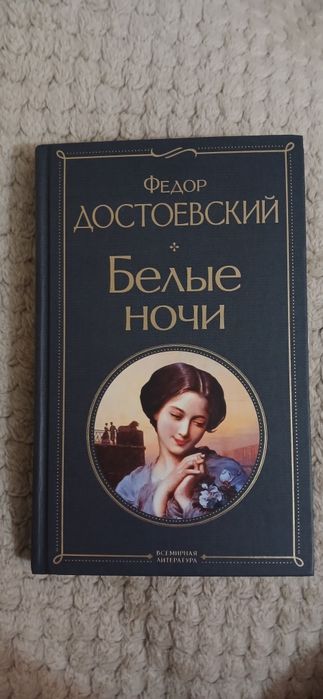 Федор
Достоевский
Белые
ночи
Всемирная
литература